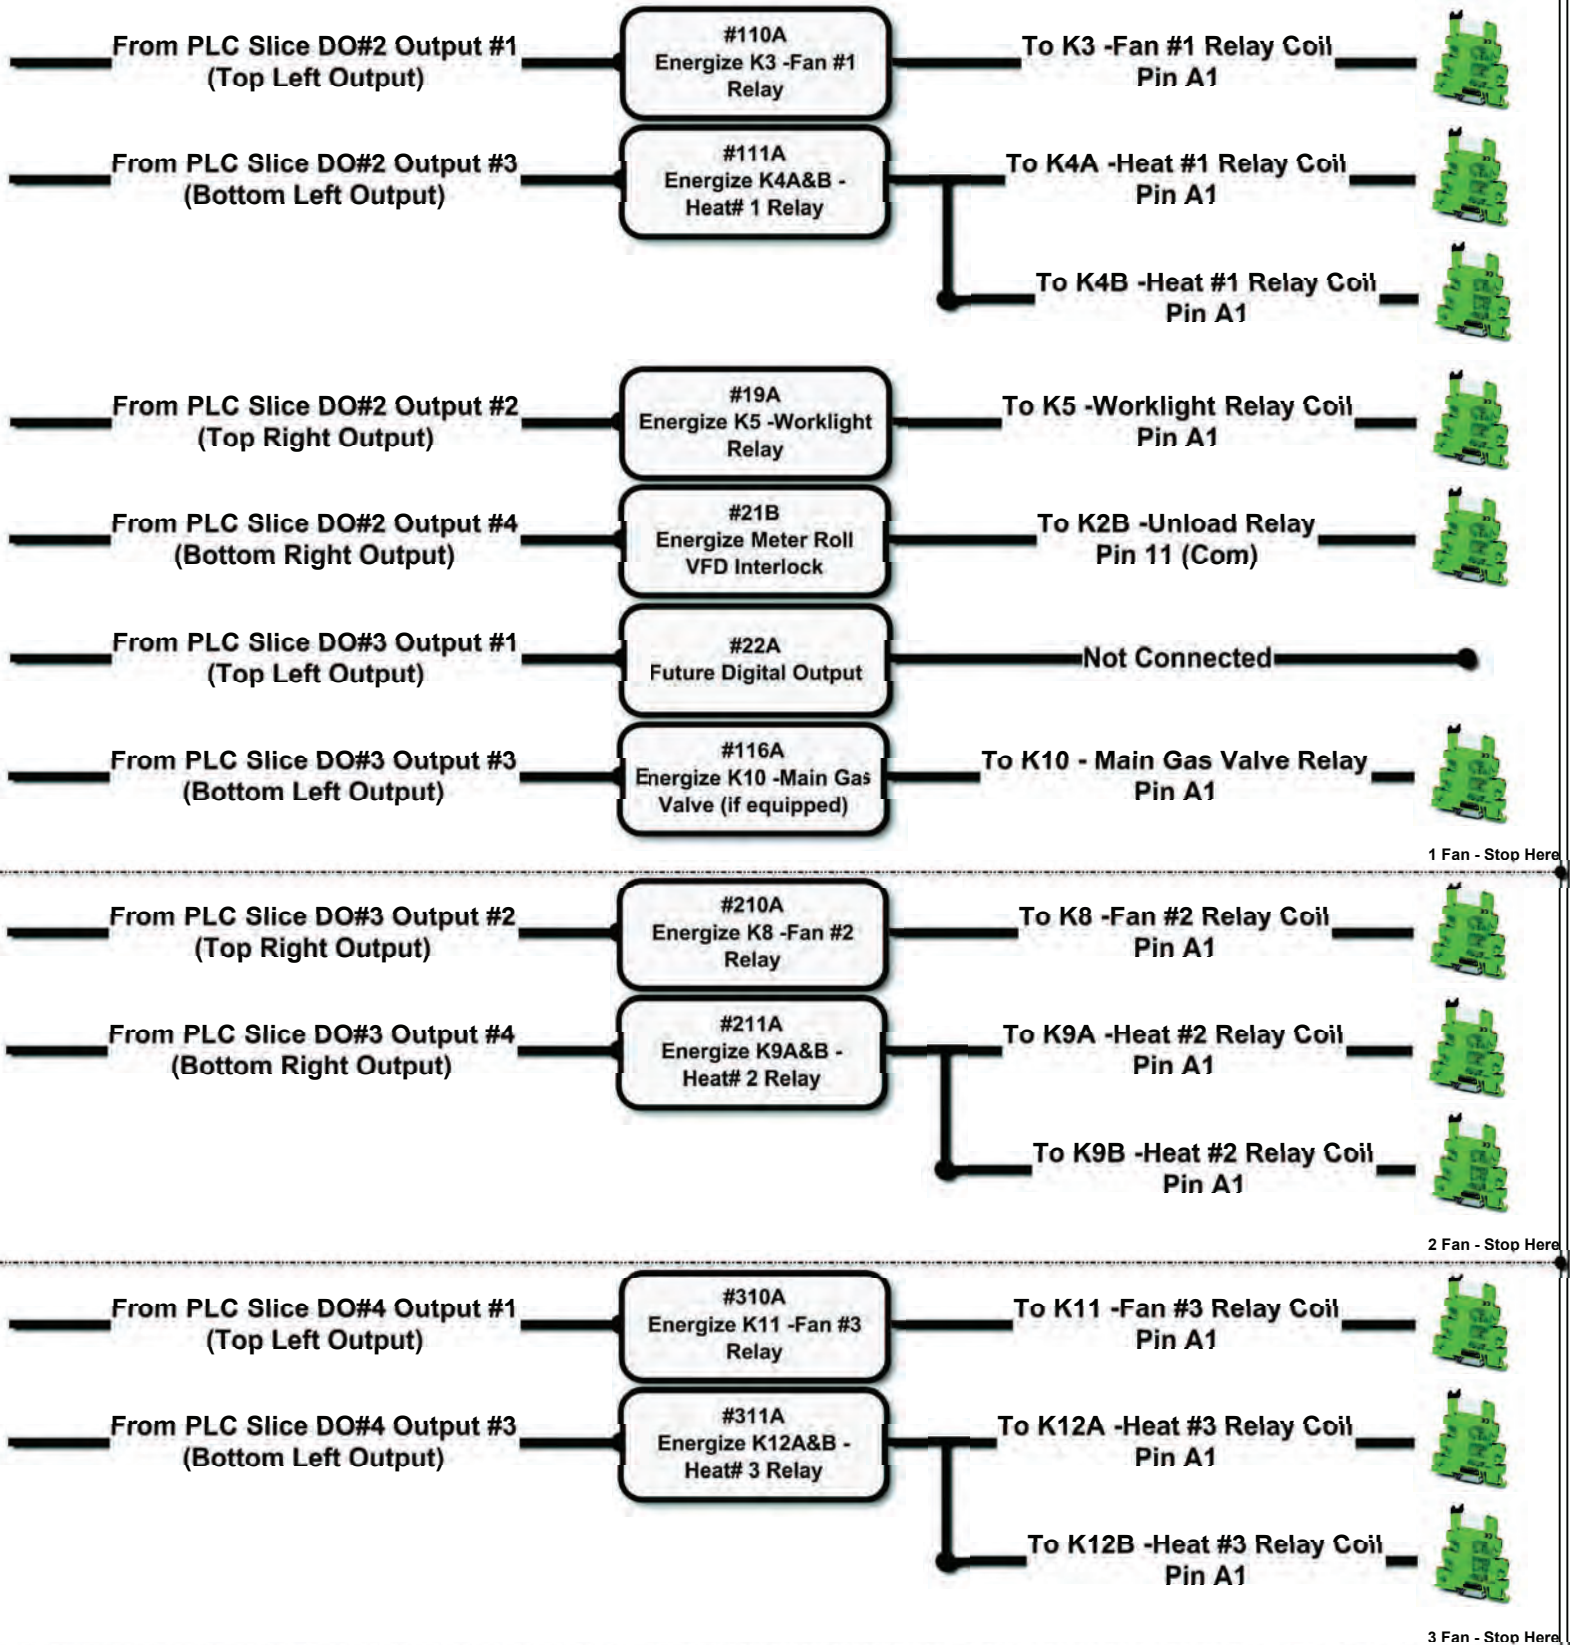 From PLC Slice DO#2 Output #1
(Top Left Output)
#110A
Energize K3 -Fan #1
Relay
To K3 -Fan #1 Relay Coil
Pin A1
From PLC Slice DO#2 Output #3
(Bottom Left Output)
#111A
Energize K4A&B -
Heat# 1 Relay
To K4A -Heat #1 Relay Coil
Pin A1
To K4B -Heat #1 Relay Coil
Pin A1
From PLC Slice DO#2 Output #2
(Top Right Output)
#19A
Energize K5 -Worklight
Relay
To K5 -Worklight Relay Coil
Pin A1
From PLC Slice DO#2 Output #4
(Bottom Right Output)
#21B
Energize Meter Roll
VFD Interlock
To K2B -Unload Relay
Pin 11 (Com)
From PLC Slice DO#3 Output #1
(Top Left Output)
#22A
Future Digital Output
Not Connected
From PLC Slice DO#3 Output #3
(Bottom Left Output)
#116A
Energize K10 -Main Gas
Valve (if equipped)
To K10 - Main Gas Valve Relay
Pin A1
1 Fan - Stop Here
From PLC Slice DO#3 Output #2
(Top Right Output)
#210A
Energize K8 -Fan #2
Relay
To K8 -Fan #2 Relay Coil
Pin A1
From PLC Slice DO#3 Output #4
(Bottom Right Output)
#211A
Energize K9A&B -
Heat# 2 Relay
To K9A -Heat #2 Relay Coil
Pin A1
To K9B -Heat #2 Relay Coil
Pin A1
2 Fan - Stop Here
From PLC Slice DO#4 Output #1
(Top Left Output)
#310A
Energize K11 -Fan #3
Relay
To K11 -Fan #3 Relay Coil
Pin A1
From PLC Slice DO#4 Output #3
(Bottom Left Output)
#311A
Energize K12A&B -
Heat# 3 Relay
To K12A -Heat #3 Relay Coil
Pin A1
To K12B -Heat #3 Relay Coil
Pin A1
3 Fan - Stop Here